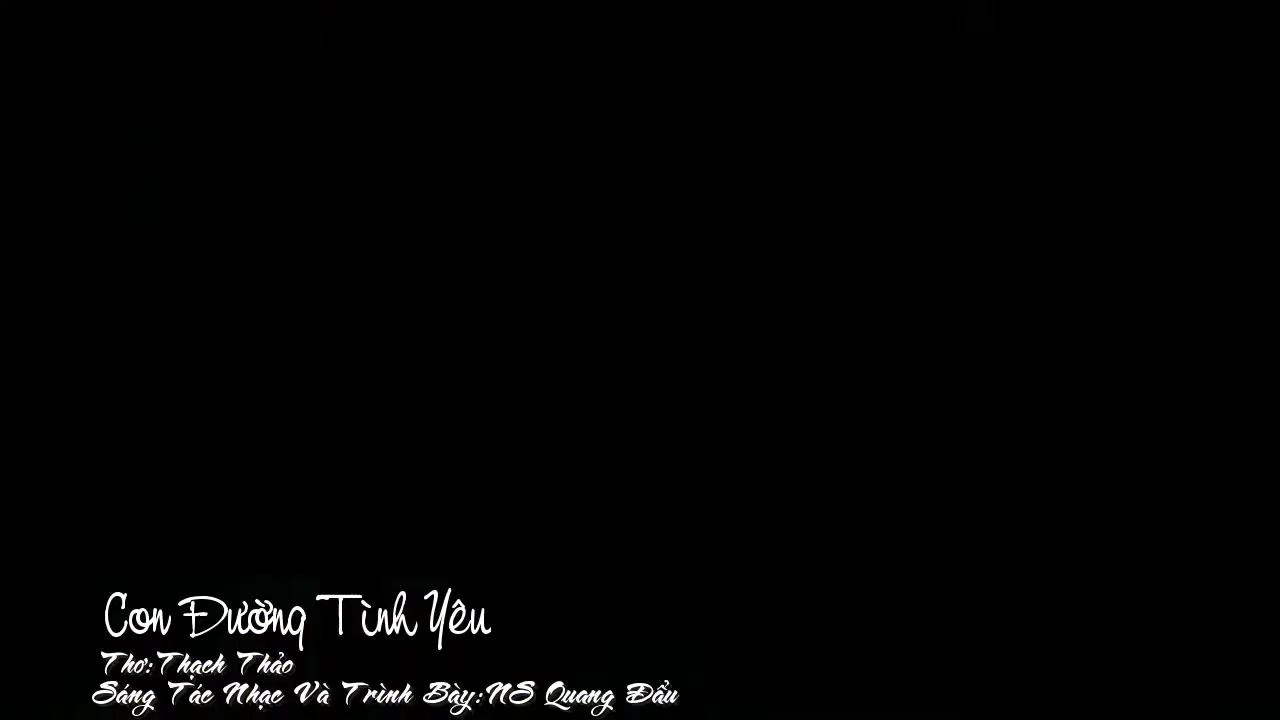 Con Đường Tình Yêu
Thơ:Thạch Thảo
Sáng Tác Nhạc Và Trình Bày:NS Quang Đẩu